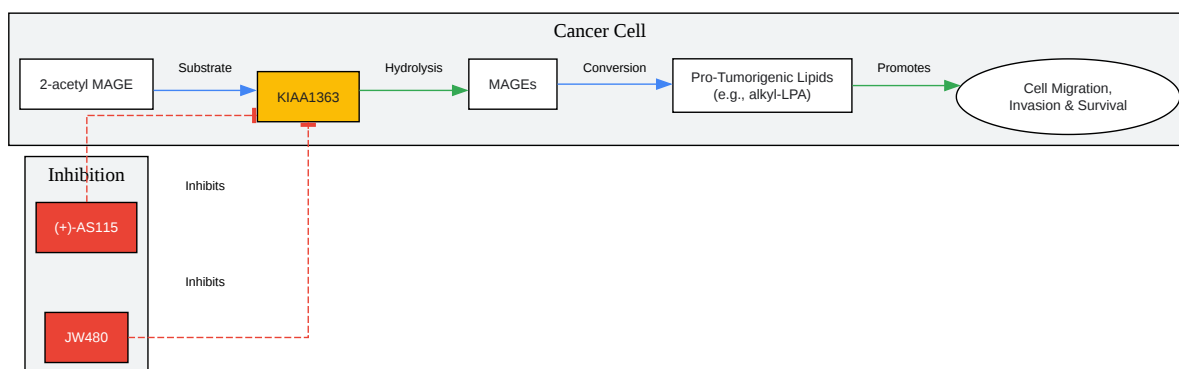 Cancer Cell
2-acetyl MAGE
Substrate
KIAA1363
Hydrolysis
MAGEs
Conversion
Pro-Tumorigenic Lipids
(e.g., alkyl-LPA)
Promotes
Cell Migration,
Invasion & Survival
Inhibition
(+)-AS115
Inhibits
JW480
Inhibits